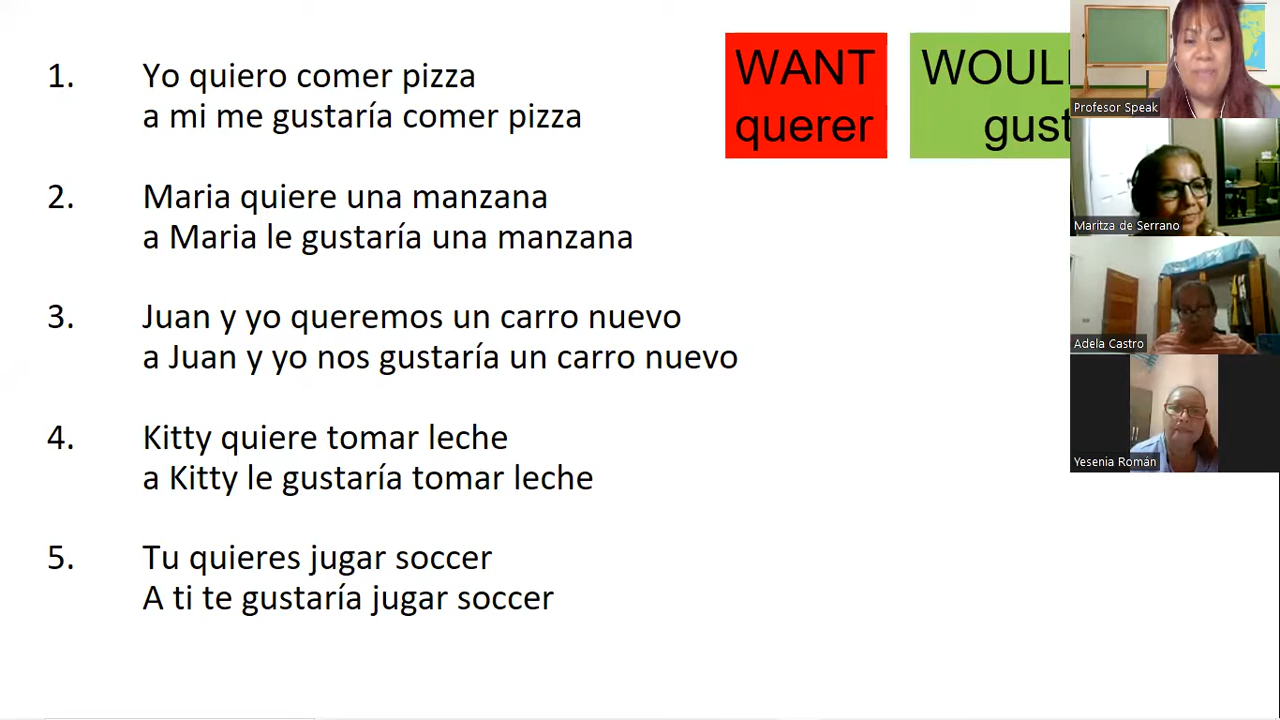 1. Yo quiero comer pizza
a mi me gustaría comer pizza
2. Maria quiere una manzana
a Maria le gustaría una manzana
3. Juan y yo queremos un carro nuevo
a Juan y yo nos gustaría un carro nuevo
4. Kitty quiere tomar leche
a Kitty le gustaría tomar leche
5. Tu quieres jugar soccer
A ti te gustaría jugar soccer
WANT
querer
Profesor Speak
Maritza de Serrano
Adela Castro
Yesenia Román